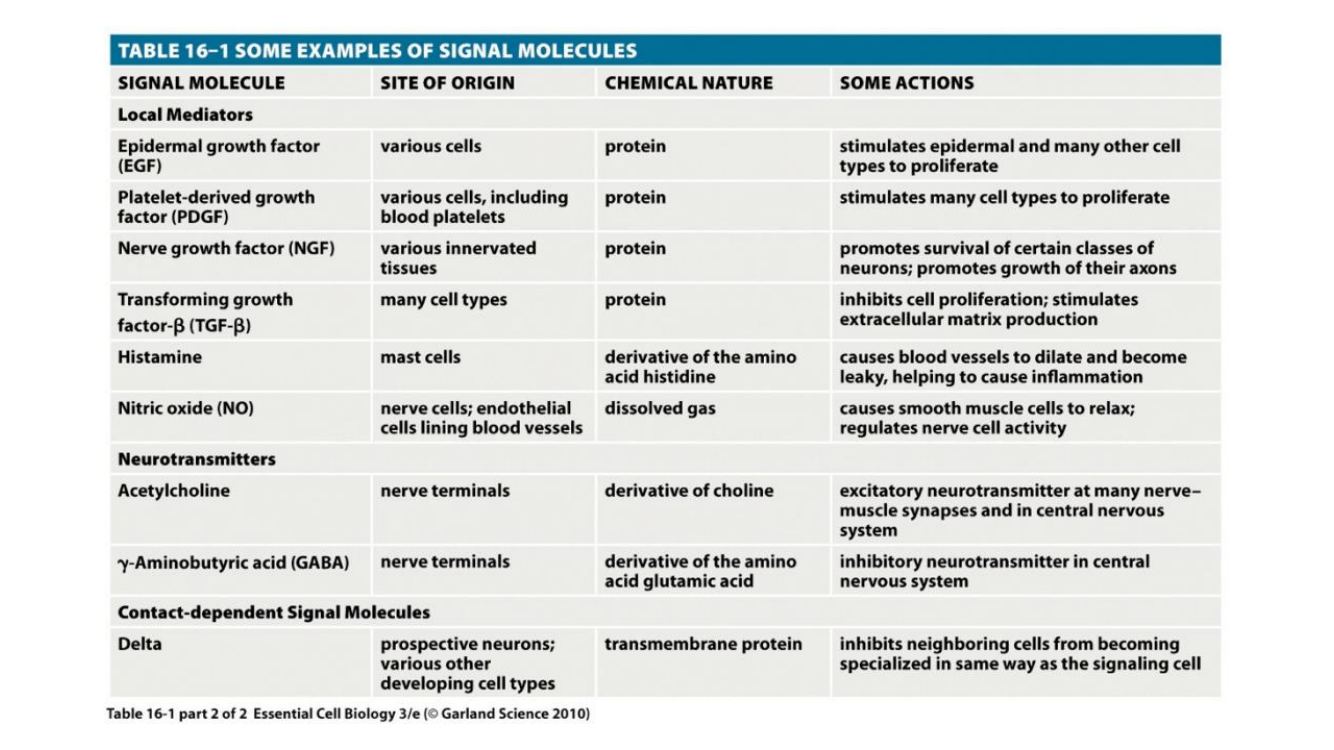 TABLE 16–1 SOME EXAMPLES OF SIGNAL MOLECULES
SIGNAL MOLECULE SITE OF ORIGIN CHEMICAL NATURE SOME ACTIONS
Local Mediators
Epidermal growth factor various cells protein stimulates epidermal and many other cell
(EGF) types to proliferate
Platelet-derived growth various cells, including protein stimulates many cell types to proliferate
factor (PDGF) blood platelets
Nerve growth factor (NGF) various innervated protein promotes survival of certain classes of
tissues neurons; promotes growth of their axons
Transforming growth many cell types protein inhibits cell proliferation; stimulates
factor-β (TGF-β) extracellular matrix production
Histamine mast cells derivative of the amino causes blood vessels to dilate and become
acid histidine leaky, helping to cause inflammation
Nitric oxide (NO) nerve cells; endothelial dissolved gas causes smooth muscle cells to relax;
cells lining blood vessels regulates nerve cell activity
Neurotransmitters
Acetylcholine nerve terminals derivative of choline excitatory neurotransmitter at many nerve–
muscle synapses and in central nervous
system
γ-Aminobutyric acid (GABA) nerve terminals derivative of the amino inhibitory neurotransmitter in central
acid glutamic acid nervous system
Contact-dependent Signal Molecules
Delta prospective neurons; transmembrane protein inhibits neighboring cells from becoming
various other specialized in same way as the signaling cell
developing cell types
Table 16-1 part 2 of 2 Essential Cell Biology 3/e (© Garland Science 2010)